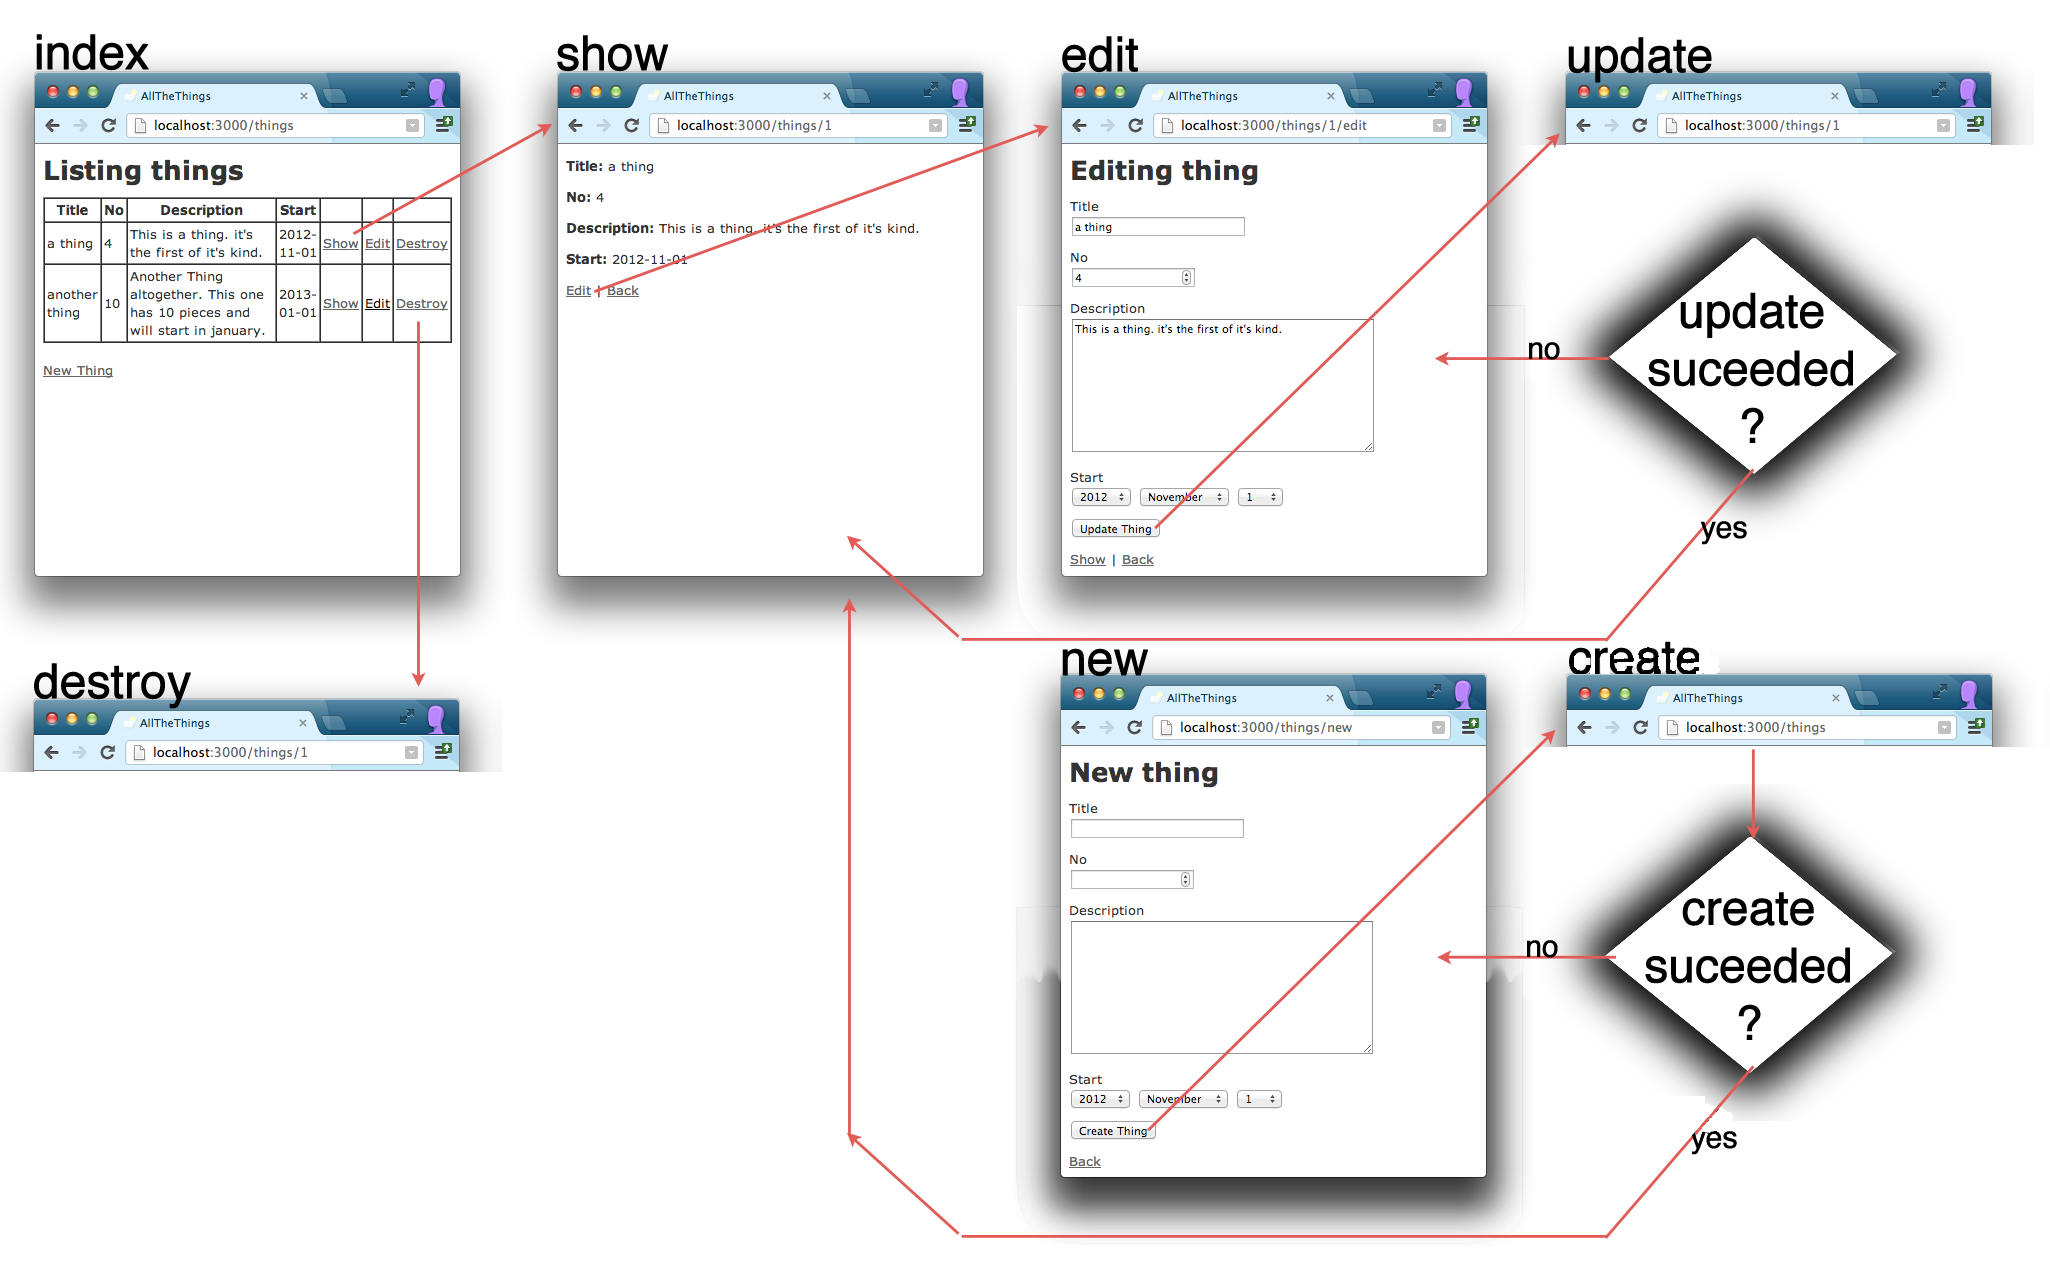 index
AllTheThings
localhost:3000/things
Listing things
Title No Description Start
a thing 4 This is a thing. it's the first of it's kind. 2012-11-01 Show Edit Destroy
another thing 10 Another Thing altogether. This one has 10 pieces and will start in january. 2013-01-01 Show Edit Destroy
New Thing
show
AllTheThings
localhost:3000/things/1
Title: a thing
No: 4
Description: This is a thing. it's the first of it's kind.
Start: 2012-11-01
Edit | Back
edit
AllTheThings
localhost:3000/things/1/edit
Editing thing
Title
a thing
No
4
Description
This is a thing. it's the first of it's kind.
Start
2012 November 1
Update Thing
Show | Back
update
AllTheThings
localhost:3000/things/1
update
suceeded
?
no
yes
destroy
AllTheThings
localhost:3000/things/1
new
AllTheThings
localhost:3000/things/new
New thing
Title
No
Description
Start
2012 November 1
Create Thing
Back
create
AllTheThings
localhost:3000/things
create
suceeded
?
no
yes